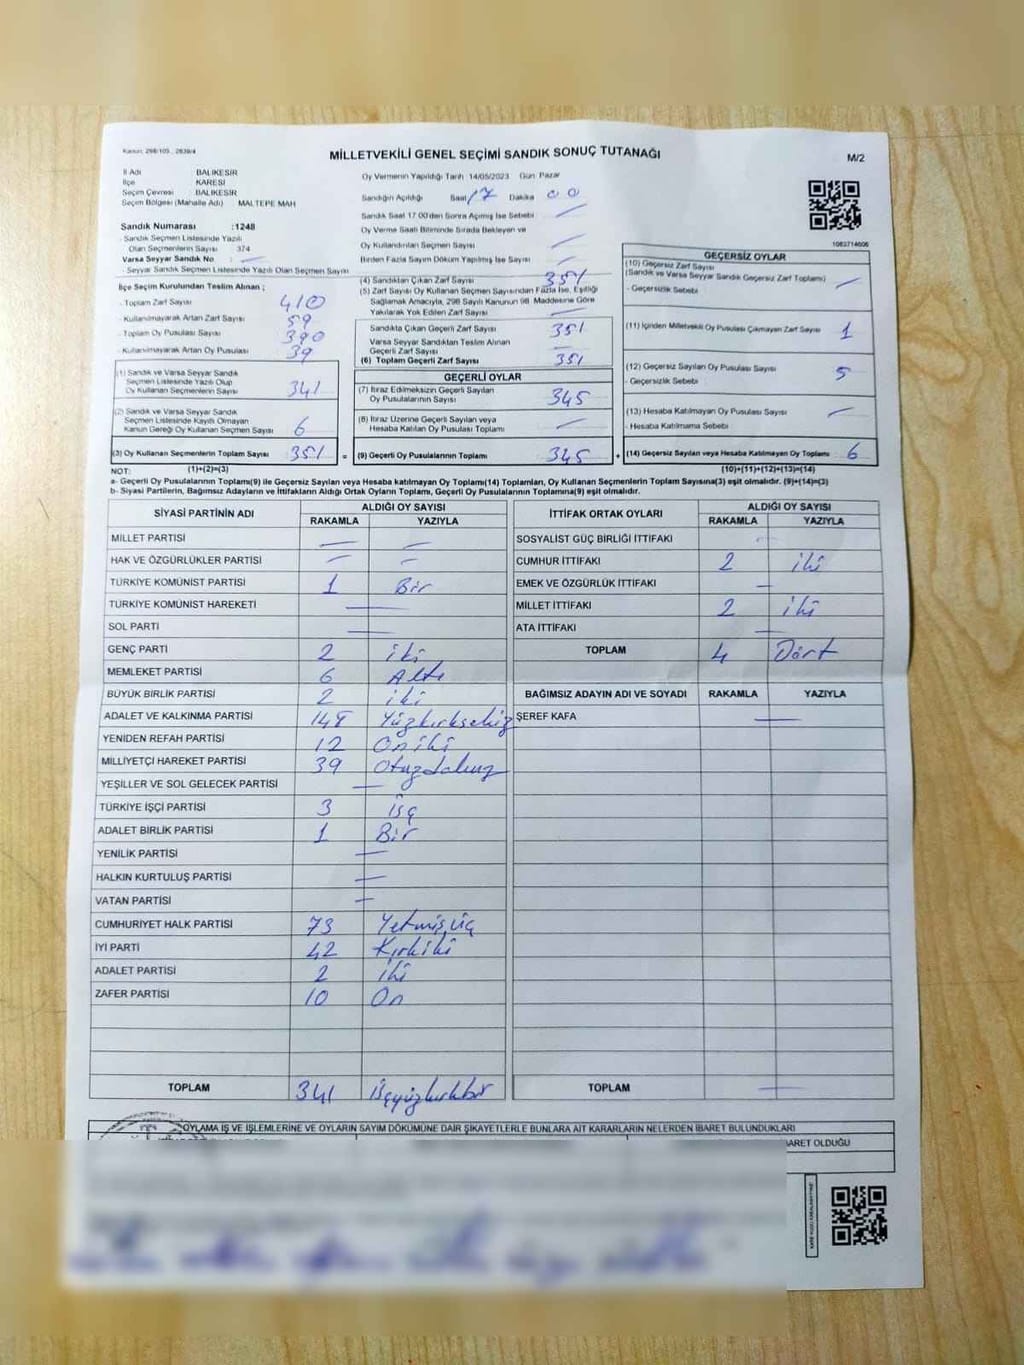 Kanun: 298/105 , 2839/4
MİLLETVEKİLİ GENEL SEÇİMİ SANDIK SONUÇ TUTANAĞI
M/2
İl Adı BALIKESİR
İlçe KARESİ
Seçim Çevresi BALIKESİR
Seçim Bölgesi (Mahalle Adı) MALTEPE MAH
Sandık Numarası :1248
- Sandık Seçmen Listesinde Yazılı
Olan Seçmenlerin Sayısı 374
Varsa Seyyar Sandık No : —
- Seyyar Sandık Seçmen Listesinde Yazılı Olan Seçmen Sayısı
İlçe Seçim Kurulundan Teslim Alınan ;
- Toplam Zarf Sayısı 410
- Kullanılmayarak Artan Zarf Sayısı 59
- Toplam Oy Pusulası Sayısı 390
- Kullanılmayarak Artan Oy Pusulası 39
(1) Sandık ve Varsa Seyyar Sandık
Seçmen Listesinde Yazılı Olup
Oy Kullanan Seçmenlerin Sayısı 341
(2) Sandık ve Varsa Seyyar Sandık
Seçmen Listesinde Kayıtlı Olmayan
Kanun Gereği Oy Kullanan Seçmen Sayısı 6
(3) Oy Kullanan Seçmenlerin Toplam Sayısı 351 =
Oy Vermenin Yapıldığı Tarih 14/05/2023 Gün Pazar
Sandığın Açıldığı Saat 17 Dakika 00
Sandık Saat 17.00'den Sonra Açılmış İse Sebebi —
Oy Verme Saati Bitiminde Sırada Bekleyen ve
Oy Kullandırılan Seçmen Sayısı —
Birden Fazla Sayım Döküm Yapılmış İse Sayısı —
(4) Sandıktan Çıkan Zarf Sayısı 351
(5) Zarf Sayısı Oy Kullanan Seçmen Sayısından Fazla İse, Eşitliği
Sağlamak Amacıyla, 298 Sayılı Kanunun 98. Maddesine Göre
Yakılarak Yok Edilen Zarf Sayısı —
Sandıkta Çıkan Geçerli Zarf Sayısı 351
Varsa Seyyar Sandıktan Teslim Alınan
Geçerli Zarf Sayısı —
(6) Toplam Geçerli Zarf Sayısı 351
GEÇERLİ OYLAR
(7) İtiraz Edilmeksizin Geçerli Sayılan
Oy Pusulalarının Sayısı 345
(8) İtiraz Üzerine Geçerli Sayılan veya
Hesaba Katılan Oy Pusulası Toplamı —
(9) Geçerli Oy Pusulalarının Toplamı 345 +
1083714606
GEÇERSİZ OYLAR
(10) Geçersiz Zarf Sayısı
(Sandık ve Varsa Seyyar Sandık Geçersiz Zarf Toplamı)
- Geçersizlik Sebebi —
(11) İçinden Milletvekili Oy Pusulası Çıkmayan Zarf Sayısı 1
(12) Geçersiz Sayılan Oy Pusulası Sayısı 5
- Geçersizlik Sebebi
(13) Hesaba Katılmayan Oy Pusulası Sayısı —
- Hesaba Katılmama Sebebi
(14) Geçersiz Sayılan veya Hesaba Katılmayan Oy Toplamı 6
NOT: (1)+(2)=(3) (10)+(11)+(12)+(13)=(14)
a- Geçerli Oy Pusulalarının Toplamı(9) ile Geçersiz Sayılan veya Hesaba katılmayan Oy Toplamı(14) Toplamları, Oy Kullanan Seçmenlerin Toplam Sayısına(3) eşit olmalıdır. (9)+(14)=(3)
b- Siyasi Partilerin, Bağımsız Adayların ve İttifakların Aldığı Ortak Oyların Toplamı, Geçerli Oy Pusulalarının Toplamına(9) eşit olmalıdır.
SİYASİ PARTİNİN ADI ALDIĞI OY SAYISI
RAKAMLA YAZIYLA
MİLLET PARTİSİ — —
HAK VE ÖZGÜRLÜKLER PARTİSİ — —
TÜRKİYE KOMÜNİST PARTİSİ 1 Bir
TÜRKİYE KOMÜNİST HAREKETİ —
SOL PARTİ —
GENÇ PARTİ 2 iki
MEMLEKET PARTİSİ 6 Altı
BÜYÜK BİRLİK PARTİSİ 2 iki
ADALET VE KALKINMA PARTİSİ 148 Yüzkırksekiz
YENİDEN REFAH PARTİSİ 12 Oniki
MİLLİYETÇİ HAREKET PARTİSİ 39 Otuzdokuz
YEŞİLLER VE SOL GELECEK PARTİSİ —
TÜRKİYE İŞÇİ PARTİSİ 3 üç
ADALET BİRLİK PARTİSİ 1 Bir
YENİLİK PARTİSİ —
HALKIN KURTULUŞ PARTİSİ —
VATAN PARTİSİ —
CUMHURİYET HALK PARTİSİ 73 Yetmişüç
İYİ PARTİ 42 Kırkiki
ADALET PARTİSİ 2 iki
ZAFER PARTİSİ 10 On
TOPLAM 341 üçyüzkırkbir
İTTİFAK ORTAK OYLARI ALDIĞI OY SAYISI
RAKAMLA YAZIYLA
SOSYALİST GÜÇ BİRLİĞİ İTTİFAKI —
CUMHUR İTTİFAKI 2 iki
EMEK VE ÖZGÜRLÜK İTTİFAKI —
MİLLET İTTİFAKI 2 iki
ATA İTTİFAKI —
TOPLAM 4 Dört
BAĞIMSIZ ADAYIN ADI VE SOYADI RAKAMLA YAZIYLA
ŞEREF KAFA —
TOPLAM —
OYLAMA İŞ VE İŞLEMLERİNE VE OYLARIN SAYIM DÖKÜMÜNE DAİR ŞİKAYETLERLE BUNLARA AİT KARARLARIN NELERDEN İBARET BULUNDUKLARI
BARET OLDUĞU